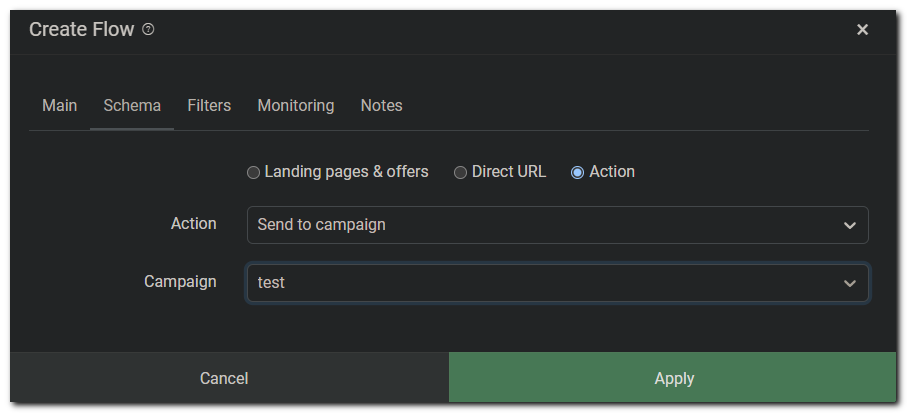 Create Flow
Main Schema Filters Monitoring Notes
Landing pages & offers Direct URL Action
Action Send to campaign
Campaign test
Cancel Apply